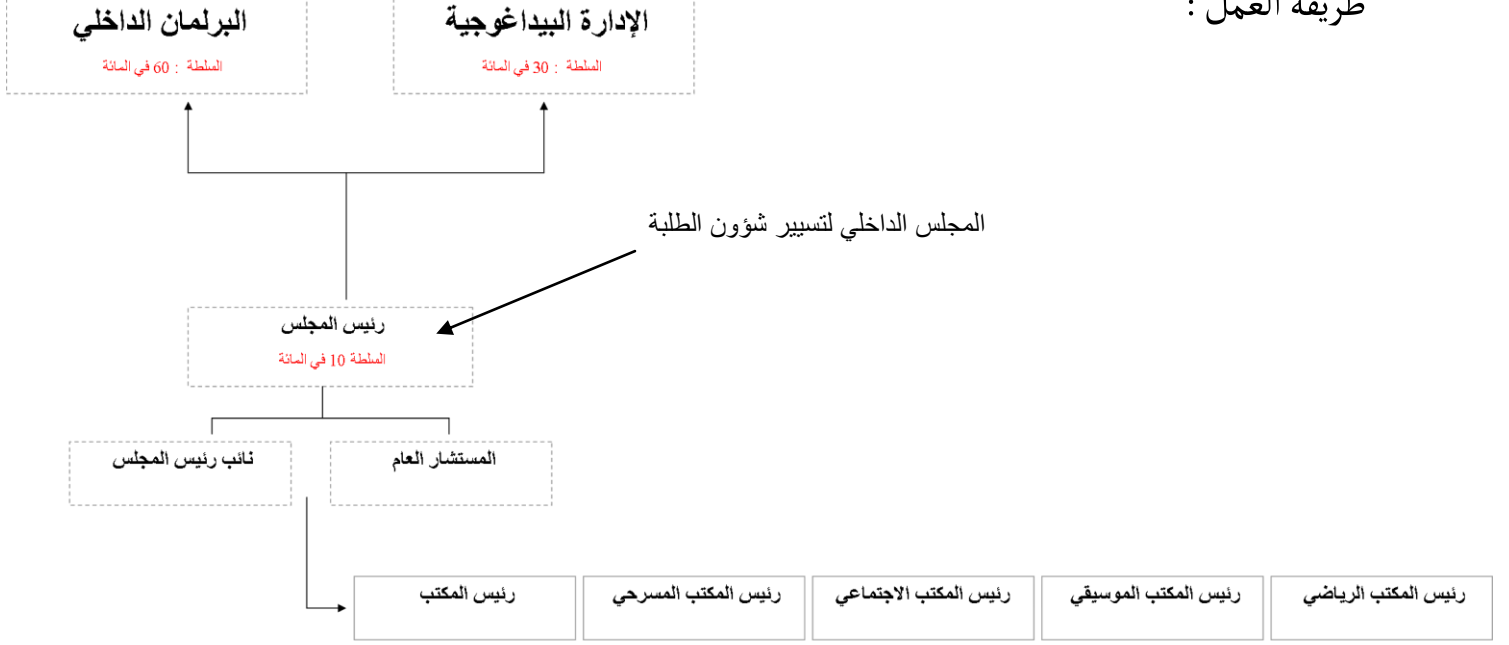 طريقة العمل :
الإدارة البيداغوجية
السلطة : 30 في المائة
البرلمان الداخلي
السلطة : 60 في المائة
المجلس الداخلي لتسيير شؤون الطلبة
رئيس المجلس
السلطة 10 في المائة
المستشار العام
نائب رئيس المجلس
رئيس المكتب الرياضي
رئيس المكتب الموسيقي
رئيس المكتب الاجتماعي
رئيس المكتب المسرحي
رئيس المكتب